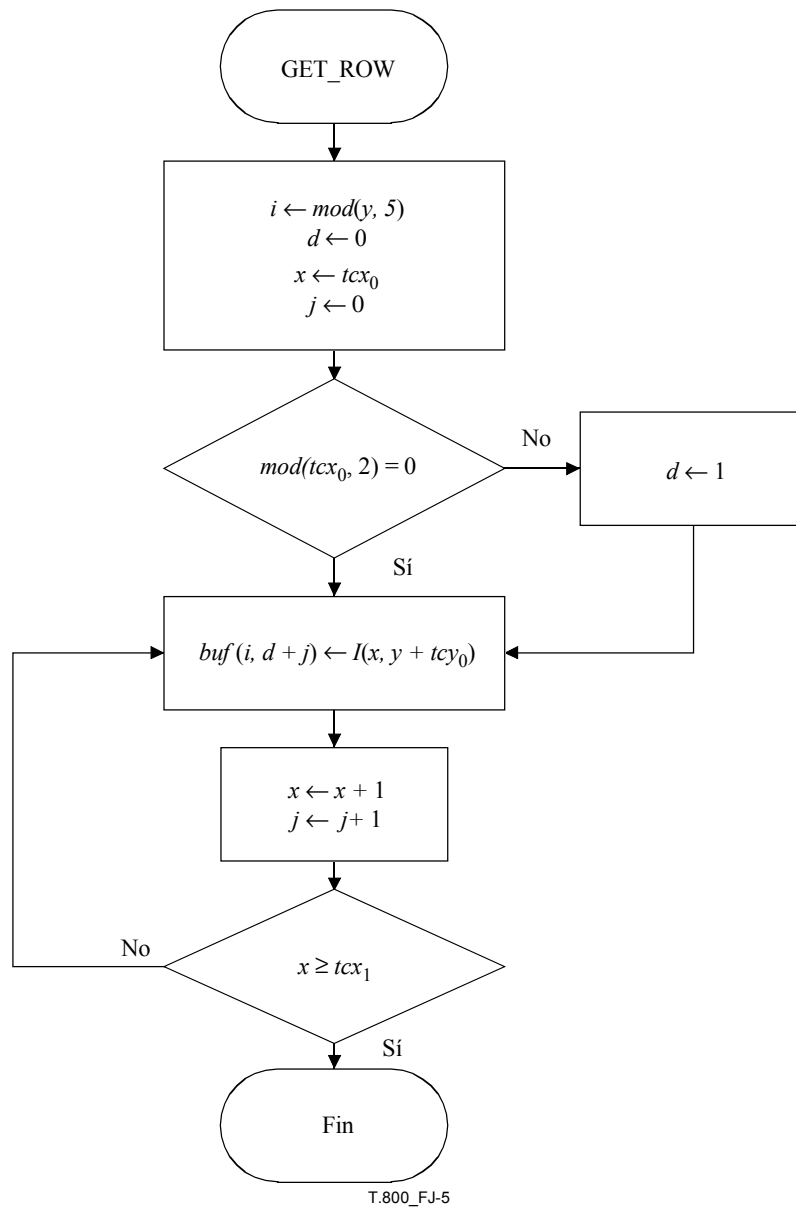 GET_ROW
i ← mod(y, 5)
d ← 0
x ← tcx₀
j ← 0
mod(tcx₀, 2) = 0
No
d ← 1
Sí
buf (i, d + j) ← I(x, y + tcy₀)
x ← x + 1
j ← j + 1
No
x ≥ tcx₁
Sí
Fin
T.800_FJ-5